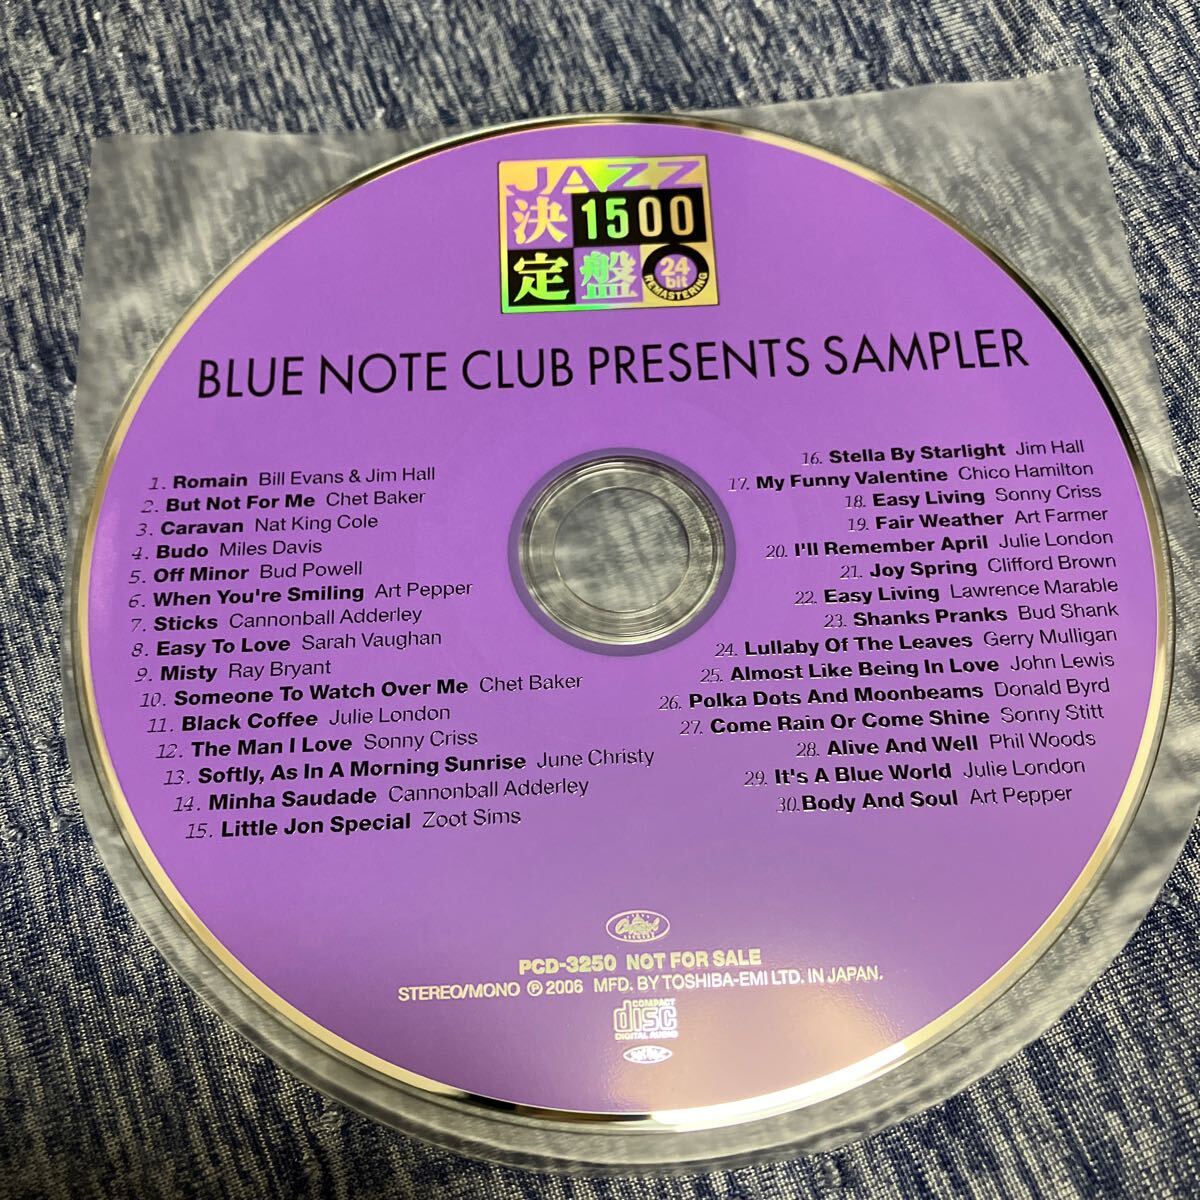 JAZZ
決 1500
定盤 24 bit REMASTERING
BLUE NOTE CLUB PRESENTS SAMPLER
1. Romain Bill Evans & Jim Hall
2. But Not For Me Chet Baker
3. Caravan Nat King Cole
4. Budo Miles Davis
5. Off Minor Bud Powell
6. When You're Smiling Art Pepper
7. Sticks Cannonball Adderley
8. Easy To Love Sarah Vaughan
9. Misty Ray Bryant
10. Someone To Watch Over Me Chet Baker
11. Black Coffee Julie London
12. The Man I Love Sonny Criss
13. Softly, As In A Morning Sunrise June Christy
14. Minha Saudade Cannonball Adderley
15. Little Jon Special Zoot Sims
16. Stella By Starlight Jim Hall
17. My Funny Valentine Chico Hamilton
18. Easy Living Sonny Criss
19. Fair Weather Art Farmer
20. I'll Remember April Julie London
21. Joy Spring Clifford Brown
22. Easy Living Lawrence Marable
23. Shanks Pranks Bud Shank
24. Lullaby Of The Leaves Gerry Mulligan
25. Almost Like Being In Love John Lewis
26. Polka Dots And Moonbeams Donald Byrd
27. Come Rain Or Come Shine Sonny Stitt
28. Alive And Well Phil Woods
29. It's A Blue World Julie London
30. Body And Soul Art Pepper
Capitol
RECORDS
PCD-3250 NOT FOR SALE
STEREO/MONO ℗ 2006 MFD. BY TOSHIBA-EMI LTD. IN JAPAN.
COMPACT
disc
DIGITAL AUDIO